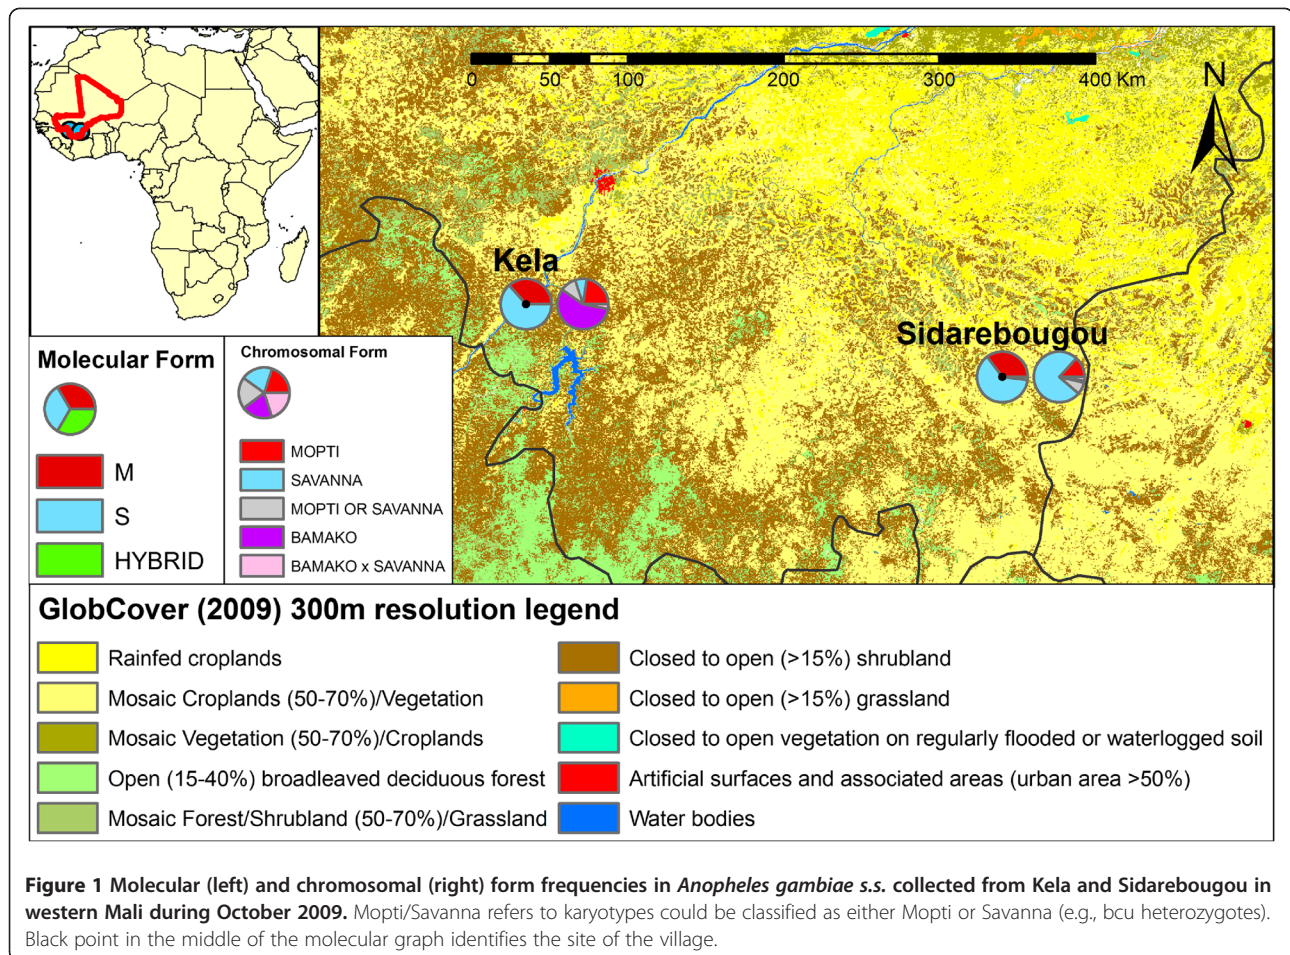 0 50 100 200 300 400 Km
N
Kela
Sidarebougou
Molecular Form
M
S
HYBRID
Chromosomal Form
MOPTI
SAVANNA
MOPTI OR SAVANNA
BAMAKO
BAMAKO x SAVANNA
GlobCover (2009) 300m resolution legend
Rainfed croplands
Mosaic Croplands (50-70%)/Vegetation
Mosaic Vegetation (50-70%)/Croplands
Open (15-40%) broadleaved deciduous forest
Mosaic Forest/Shrubland (50-70%)/Grassland
Closed to open (>15%) shrubland
Closed to open (>15%) grassland
Closed to open vegetation on regularly flooded or waterlogged soil
Artificial surfaces and associated areas (urban area >50%)
Water bodies
Figure 1 Molecular (left) and chromosomal (right) form frequencies in Anopheles gambiae s.s. collected from Kela and Sidarebougou in
western Mali during October 2009. Mopti/Savanna refers to karyotypes could be classified as either Mopti or Savanna (e.g., bcu heterozygotes).
Black point in the middle of the molecular graph identifies the site of the village.